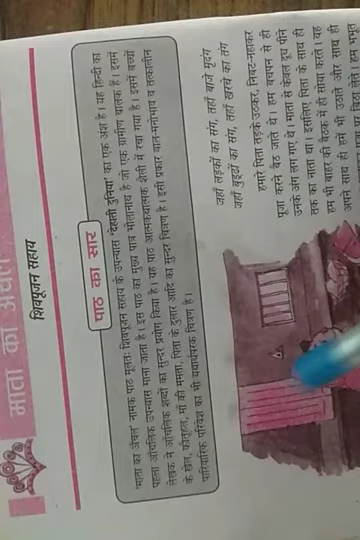 माता का अँचल
शिवपूजन सहाय
पाठ का सार
'माता का अँचल' नामक पाठ मूलतः शिवपूजन सहाय के उपन्यास 'देहाती दुनिया' का एक अंश है। यह हिन्दी का
पहला आंचलिक उपन्यास माना जाता है। इस पाठ का मुख्य पात्र भोलानाथ है जो एक ग्रामीण बालक है। इसमें
लेखक ने आंचलिक शब्दों का सुन्दर प्रयोग किया है। यह पाठ आत्मकथात्मक शैली में रचा गया है। इसमें बच्चों
के खेल, कौतूहल, माँ की ममता, पिता के दुलार आदि का सुन्दर चित्रण है। इसी प्रकार बाल-मनोभाव व तत्कालीन
पारिवारिक परिवेश का भी यथार्थपरक चित्रण है।
जहाँ लड़कों का संग, तहाँ बाजे मृदंग
जहाँ बुड्ढों का संग, तहाँ खरचे का तंग
हमारे पिता तड़के उठकर, निबट-नहाकर
पूजा करने बैठ जाते थे। हम बचपन से ही
उनके अंग लग गए थे। माता से केवल दूध पीने
तक का नाता था। इसलिए पिता के साथ ही
हम भी बाहर की बैठक में ही सोया करते। वह
अपने साथ ही हमें भी उठाते और साथ ही